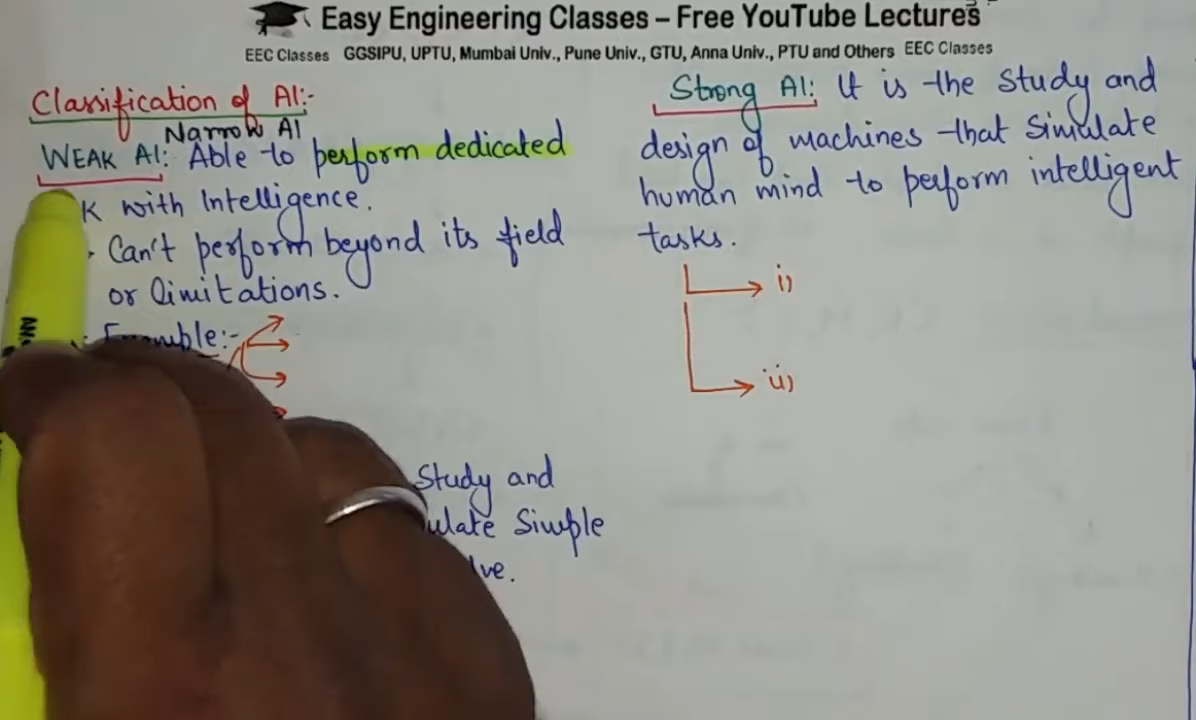 Easy Engineering Classes – Free YouTube Lectures
EEC Classes GGSIPU, UPTU, Mumbai Univ., Pune Univ., GTU, Anna Univ., PTU and Others EEC Classes
Classification of AI:-
Narrow AI
WEAK AI: Able to perform dedicated
K with Intelligence.
Can't perform beyond its field
or limitations.
Example:-
Study and
ulate Simple
lve.
Strong AI: It is the Study and
design of machines that Simulate
human mind to perform intelligent
tasks.
i)
ii)